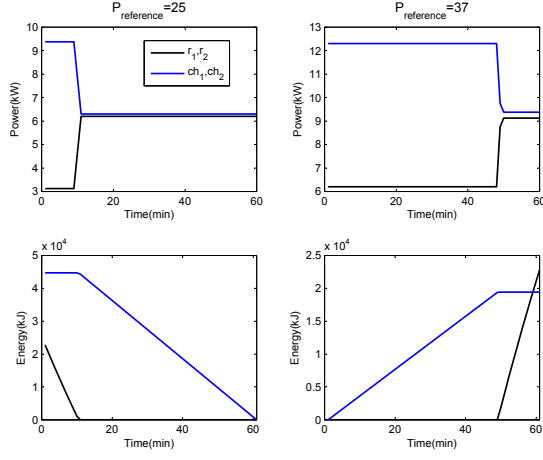 P_reference=25
P_reference=37
10
9
8
7
6
5
4
3
Power(kW)
r_1,r_2
ch_1,ch_2
0 20 40 60
Time(min)
13
12
11
10
9
8
7
6
Power(kW)
0 20 40 60
Time(min)
x 10^4
5
4
3
2
1
0
Energy(kJ)
0 20 40 60
Time(min)
x 10^4
2.5
2
1.5
1
0.5
0
Energy(kJ)
0 20 40 60
Time(min)